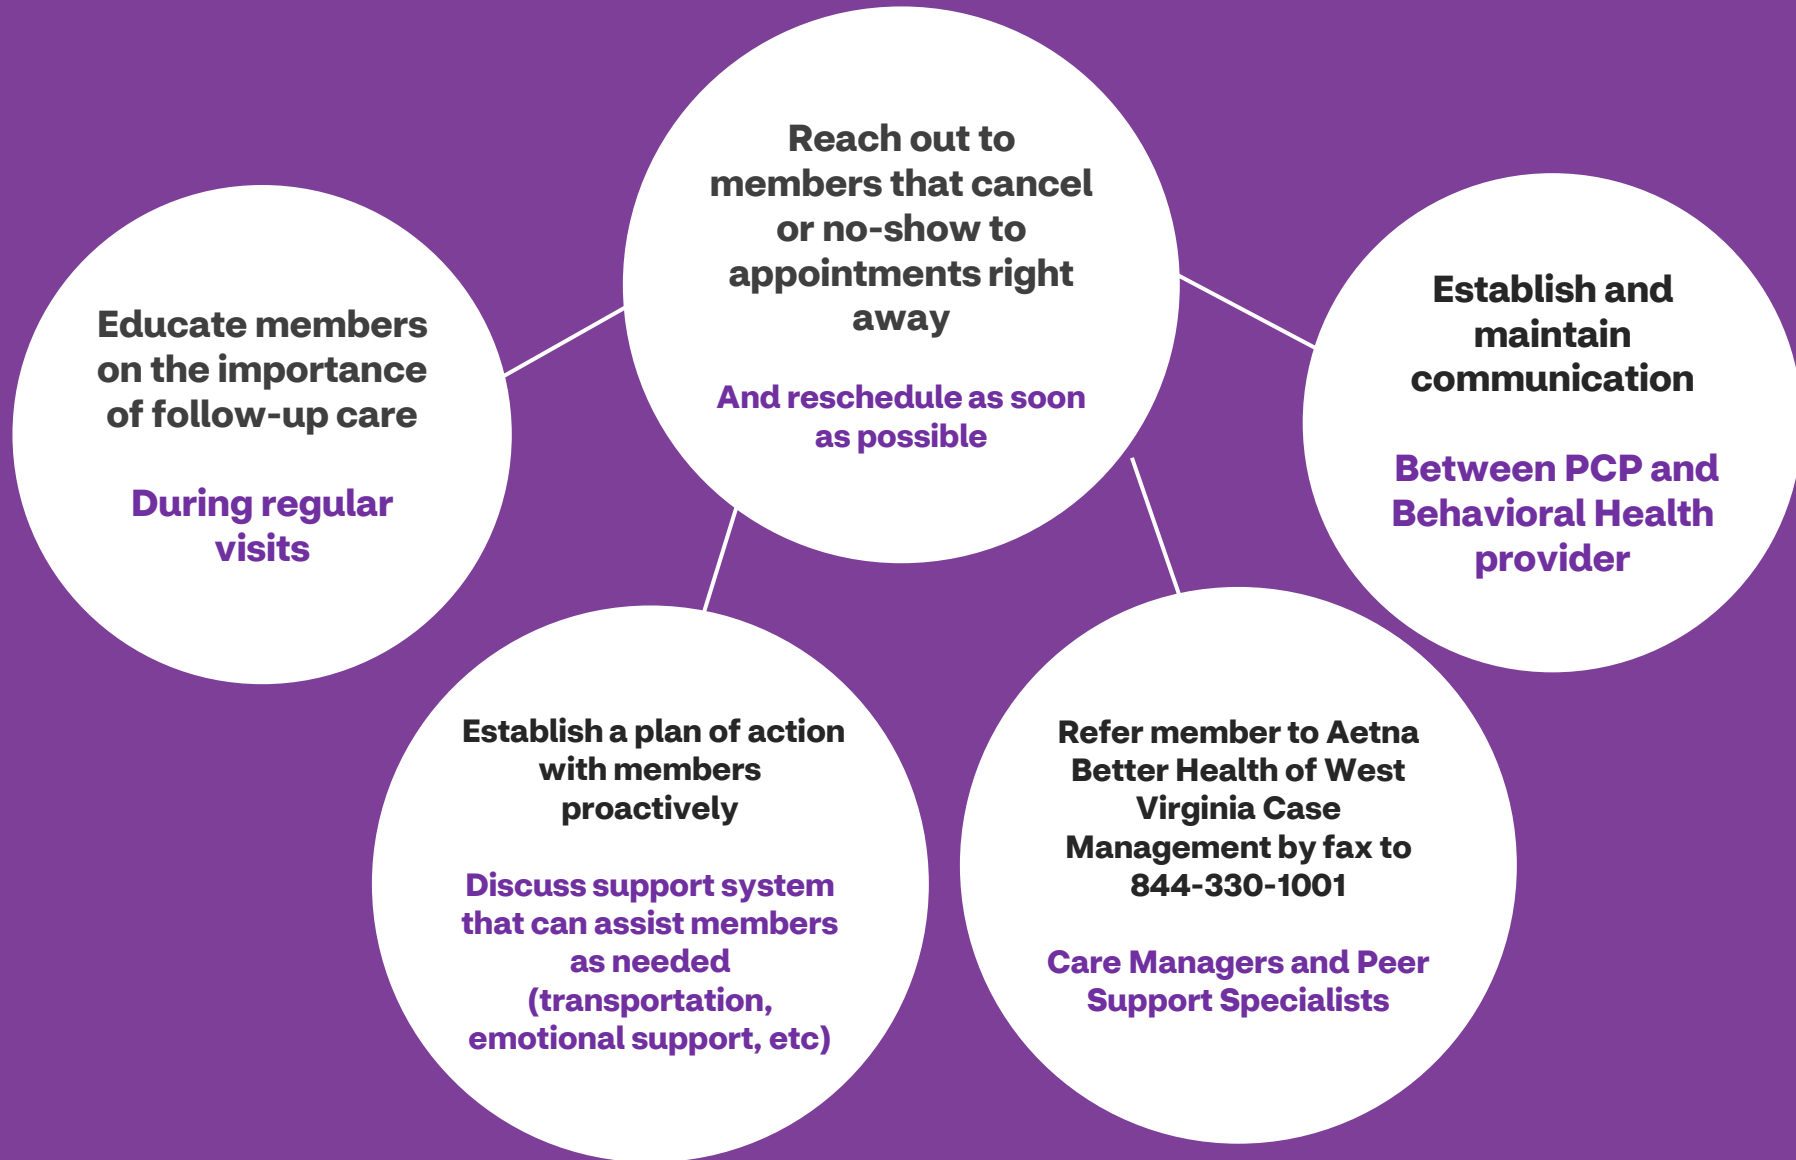 Reach out to
members that cancel
or no-show to
appointments right
away
And reschedule as soon
as possible
Educate members
on the importance
of follow-up care
During regular
visits
Establish and
maintain
communication
Between PCP and
Behavioral Health
provider
Establish a plan of action
with members
proactively
Discuss support system
that can assist members
as needed
(transportation,
emotional support, etc)
Refer member to Aetna
Better Health of West
Virginia Case
Management by fax to
844-330-1001
Care Managers and Peer
Support Specialists